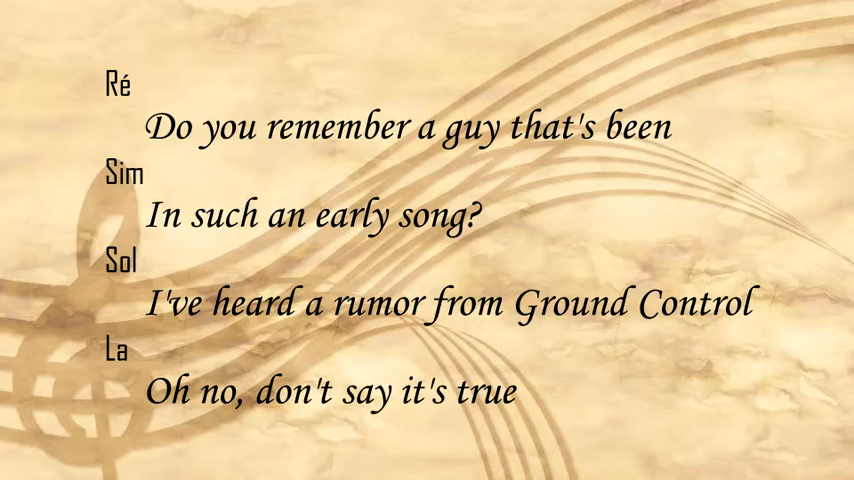 Ré
Do you remember a guy that's been
Sim
In such an early song?
Sol
I've heard a rumor from Ground Control
La
Oh no, don't say it's true